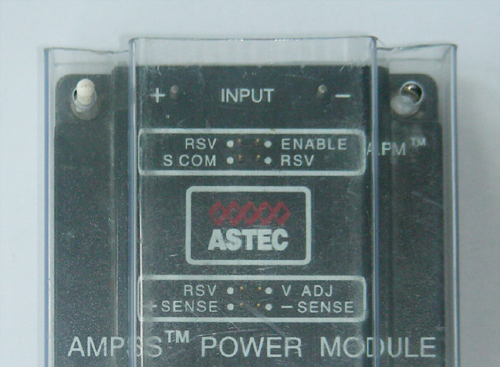 + INPUT −
RSV ENABLE
S COM RSV
APM™
ASTEC
RSV V ADJ
+SENSE −SENSE
AMPSS™ POWER MODULE